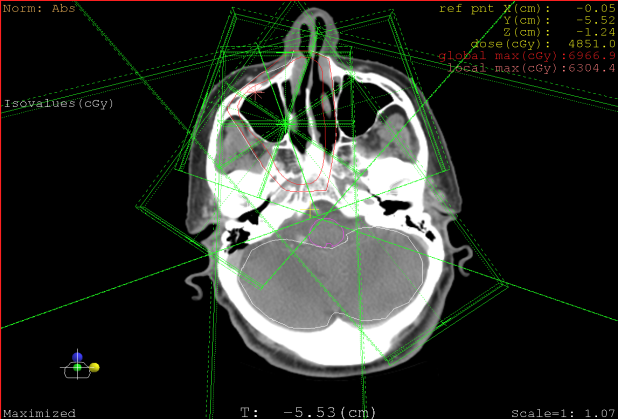 Norm: Abs
ref pnt X(cm): -0.05
Y(cm): -5.52
Z(cm): -1.24
dose(cGy): 4851.0
global max(cGy):6966.9
local max(cGy):6304.4
Isovalues(cGy)
Maximized
T: -5.53(cm)
Scale=1: 1.07